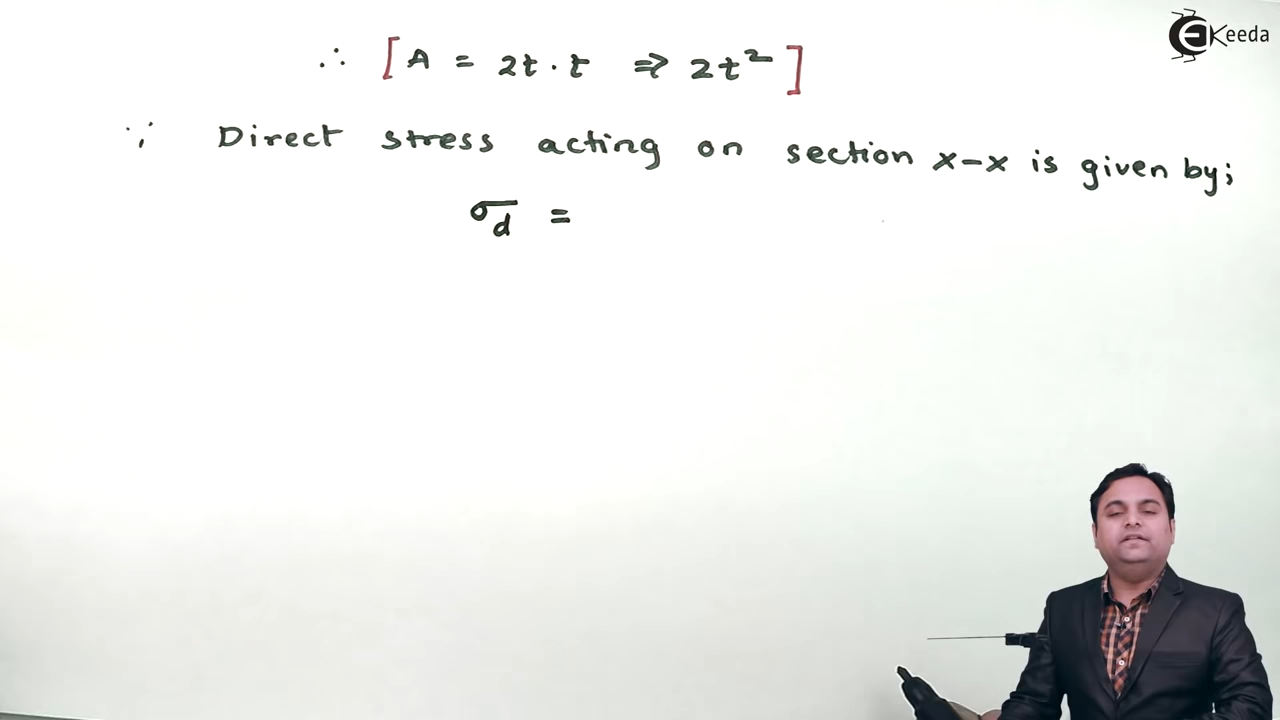 ∴ [ A = 2t . t ⇒ 2t² ]
∵ Direct stress acting on section x-x is given by;
σd =
EKeeda